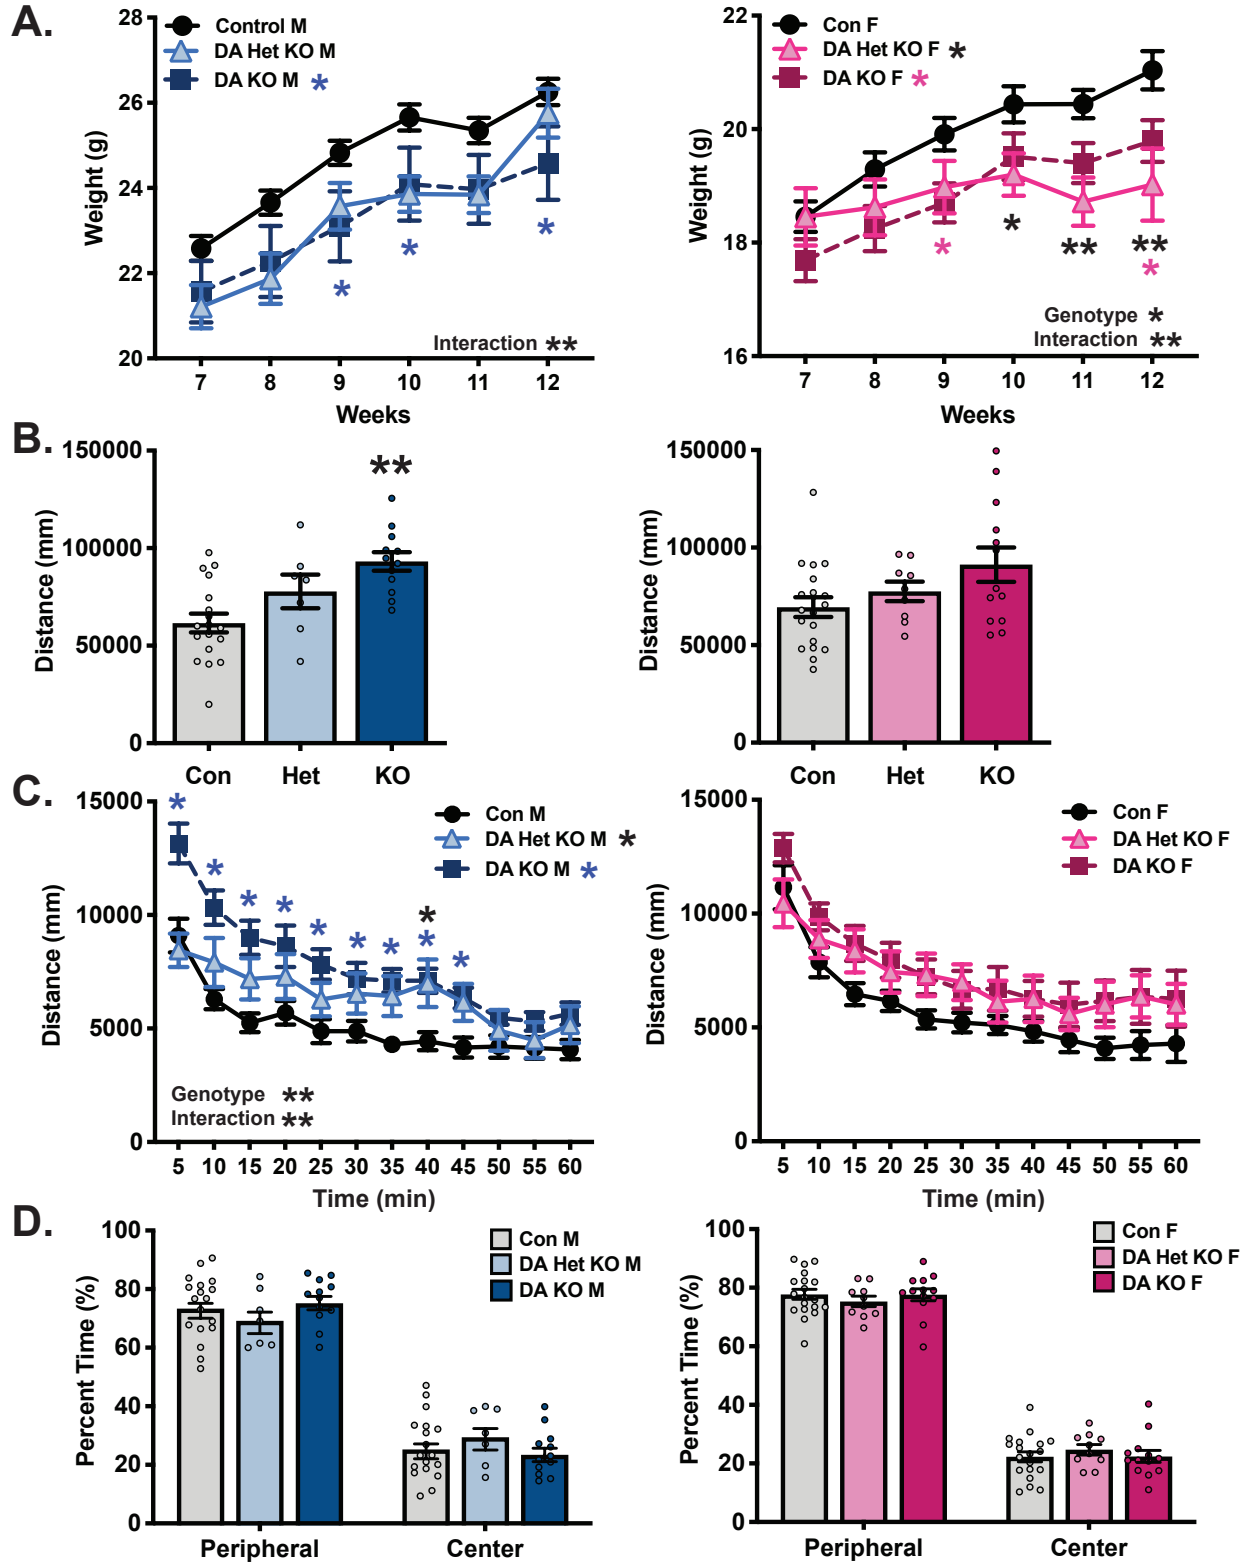 A.
28
26
24
22
20
Weight (g)
Control M
DA Het KO M
DA KO M *
*
*
*
Interaction **
7 8 9 10 11 12
Weeks
22
20
18
16
Weight (g)
Con F
DA Het KO F *
DA KO F *
*
*
**
**
*
Genotype *
Interaction **
7 8 9 10 11 12
Weeks
B.
150000
100000
50000
0
Distance (mm)
**
Con Het KO
150000
100000
50000
0
Distance (mm)
Con Het KO
C.
15000
10000
5000
0
Distance (mm)
Con M
DA Het KO M *
DA KO M *
* * * * * * * * * *
Genotype **
Interaction **
5 10 15 20 25 30 35 40 45 50 55 60
Time (min)
15000
10000
5000
0
Distance (mm)
Con F
DA Het KO F
DA KO F
5 10 15 20 25 30 35 40 45 50 55 60
Time (min)
D.
100
80
60
40
20
0
Percent Time (%)
Con M
DA Het KO M
DA KO M
Peripheral Center
100
80
60
40
20
0
Percent Time (%)
Con F
DA Het KO F
DA KO F
Peripheral Center